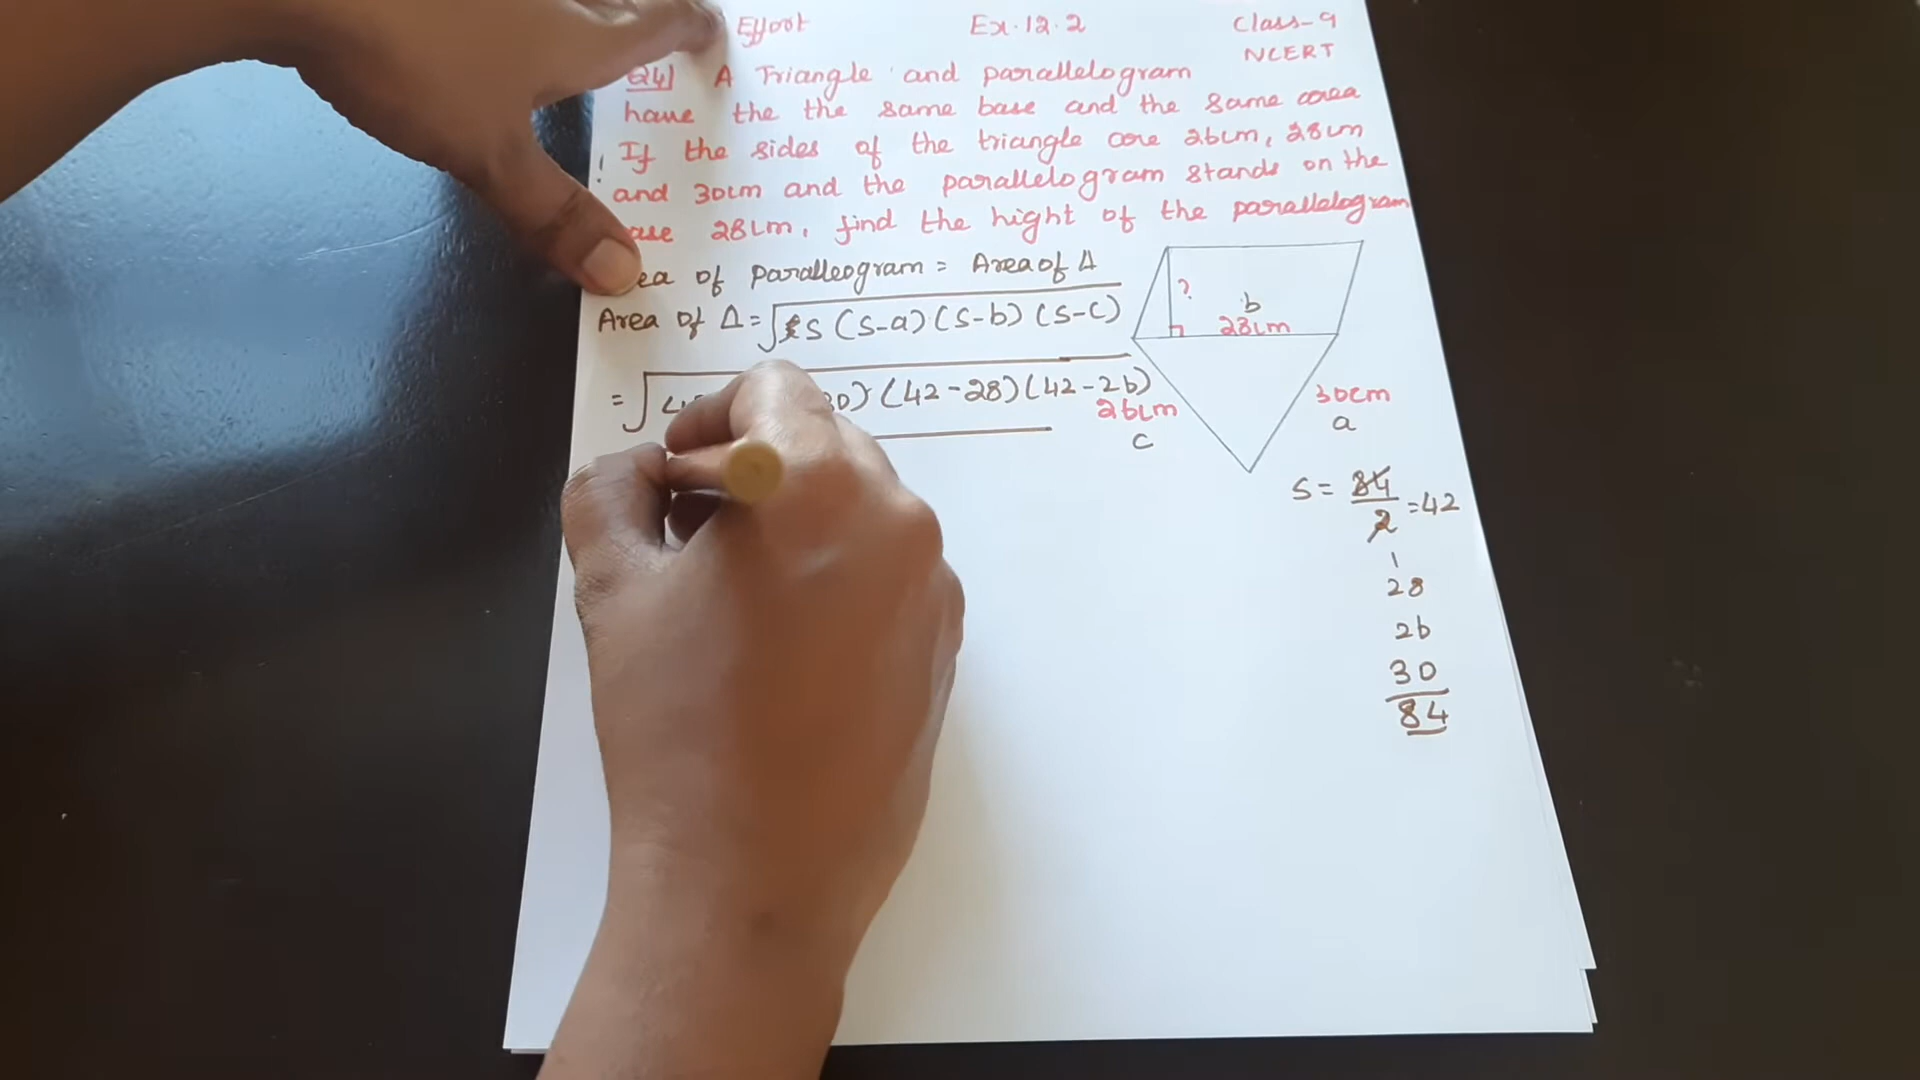 Effort Ex.12.2 Class-9
NCERT
Q4) A Triangle and parallelogram
have the the same base and the same area
If the sides of the triangle are 26cm, 28cm
and 30cm and the parallelogram stands on the
28cm, find the hight of the parallelogram
of paralleogram = Area of Δ
Area of Δ = √S (S-a) (S-b) (S-c)
?
b
28cm
= √ (42-28) (42-26)
26cm
c
30cm
a
S = 84/2 = 42
1
28
26
30
84